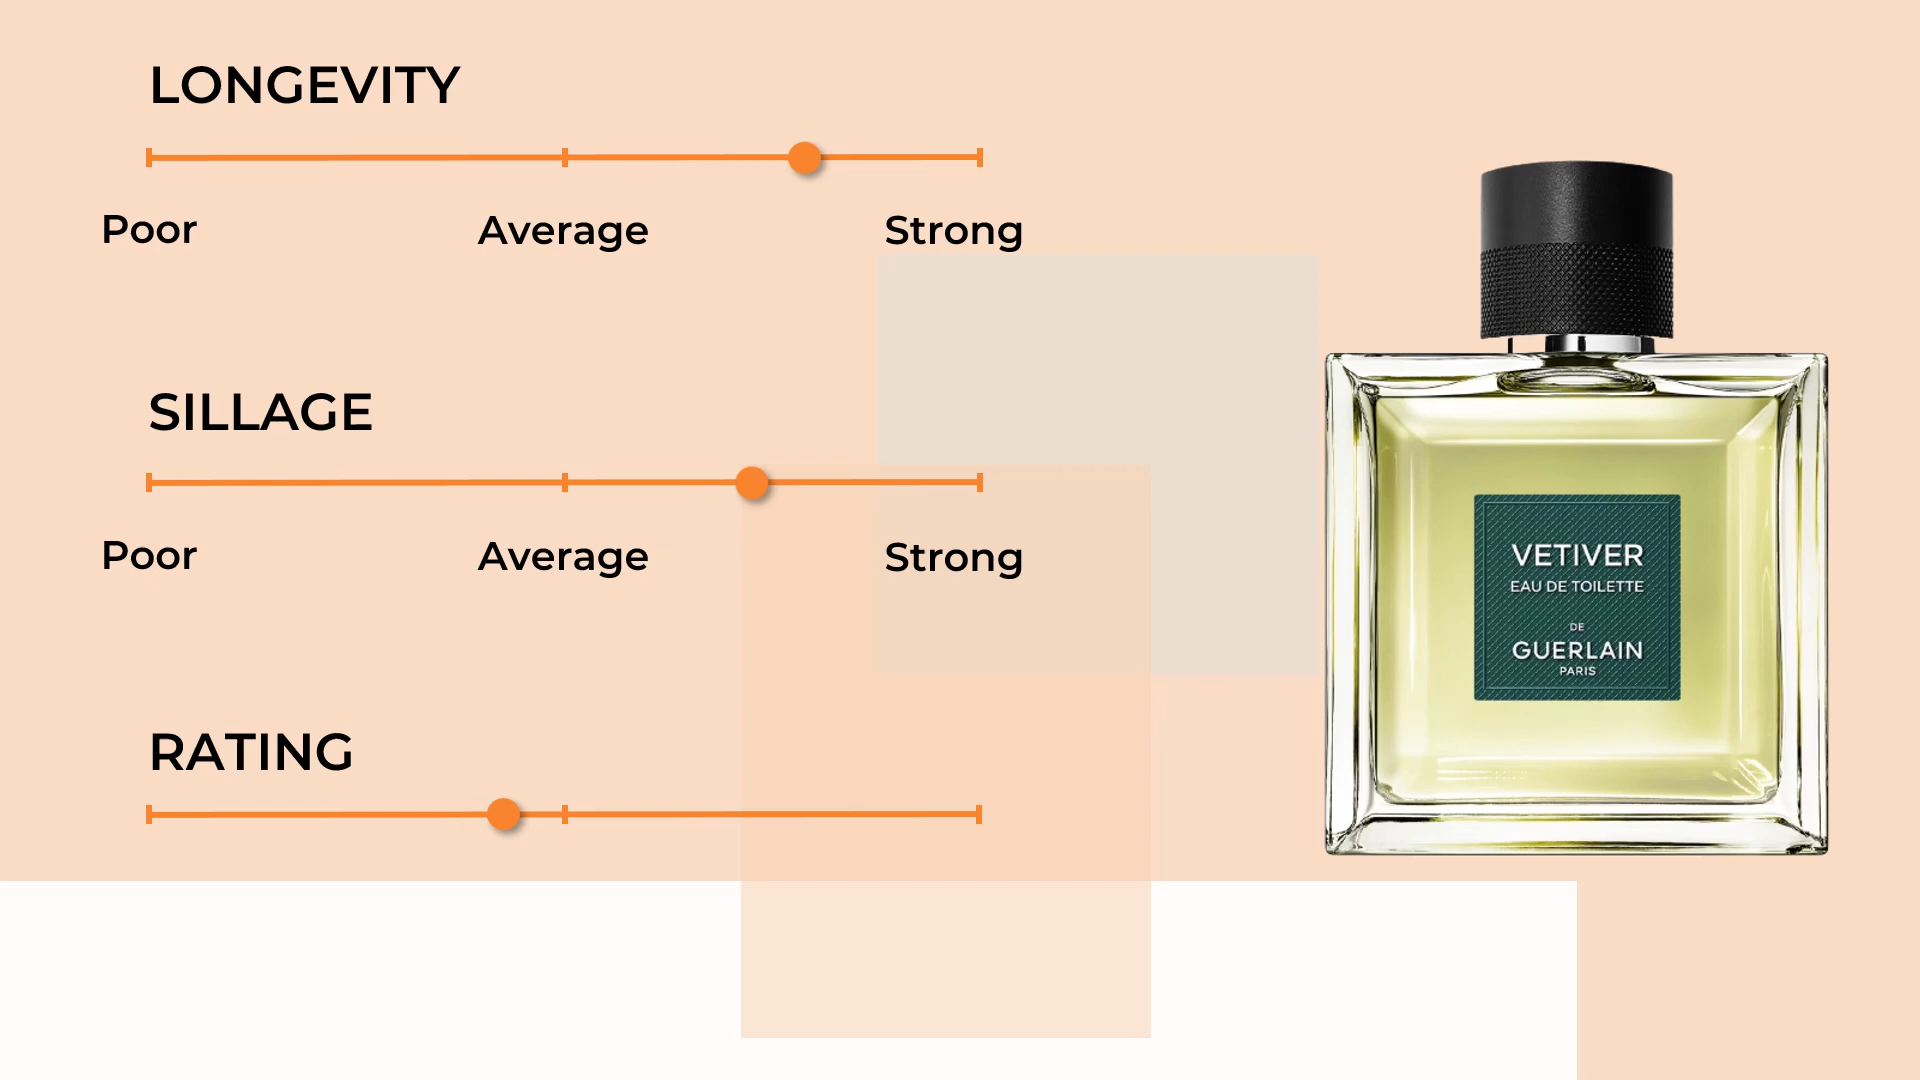 LONGEVITY
Poor
Average
Strong
SILLAGE
Poor
Average
Strong
RATING
VETIVER
EAU DE TOILETTE
DE
GUERLAIN
PARIS